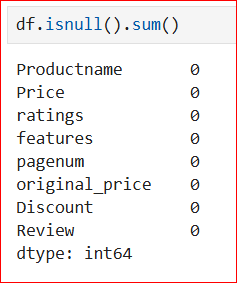 df.isnull().sum()
Productname 0
Price 0
ratings 0
features 0
pagenum 0
original_price 0
Discount 0
Review 0
dtype: int64